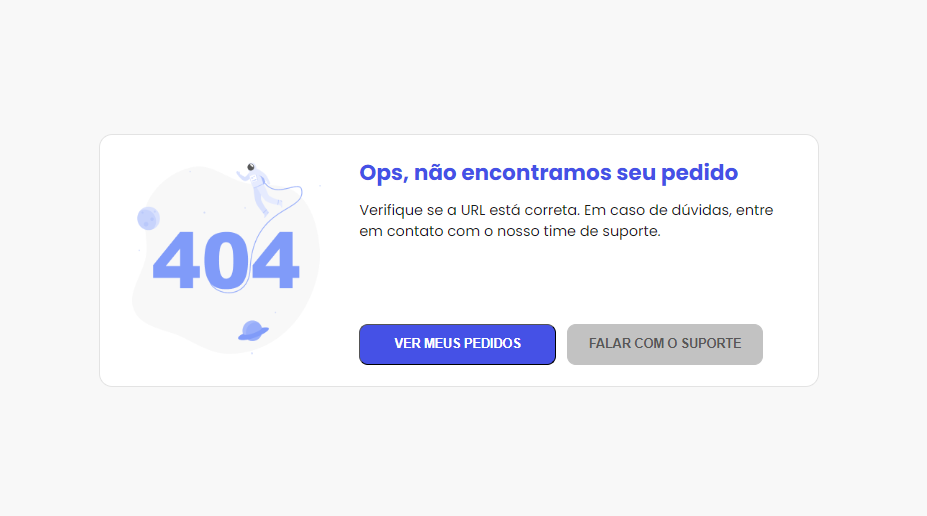 404
Ops, não encontramos seu pedido
Verifique se a URL está correta. Em caso de dúvidas, entre
em contato com o nosso time de suporte.
VER MEUS PEDIDOS
FALAR COM O SUPORTE